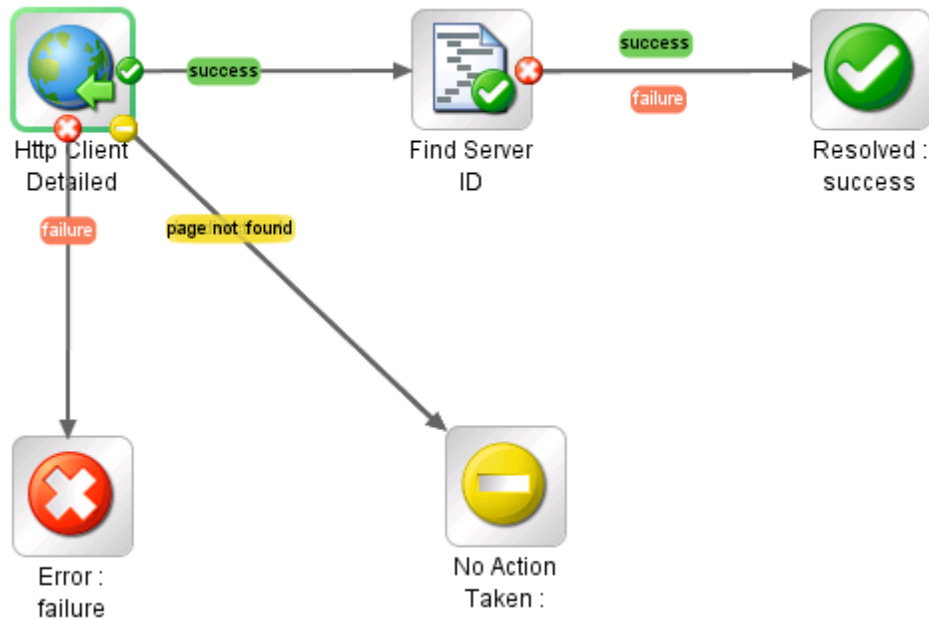 success
success
failure
Http Client
Detailed
Find Server
ID
Resolved :
success
failure
page not found
Error :
failure
No Action
Taken :